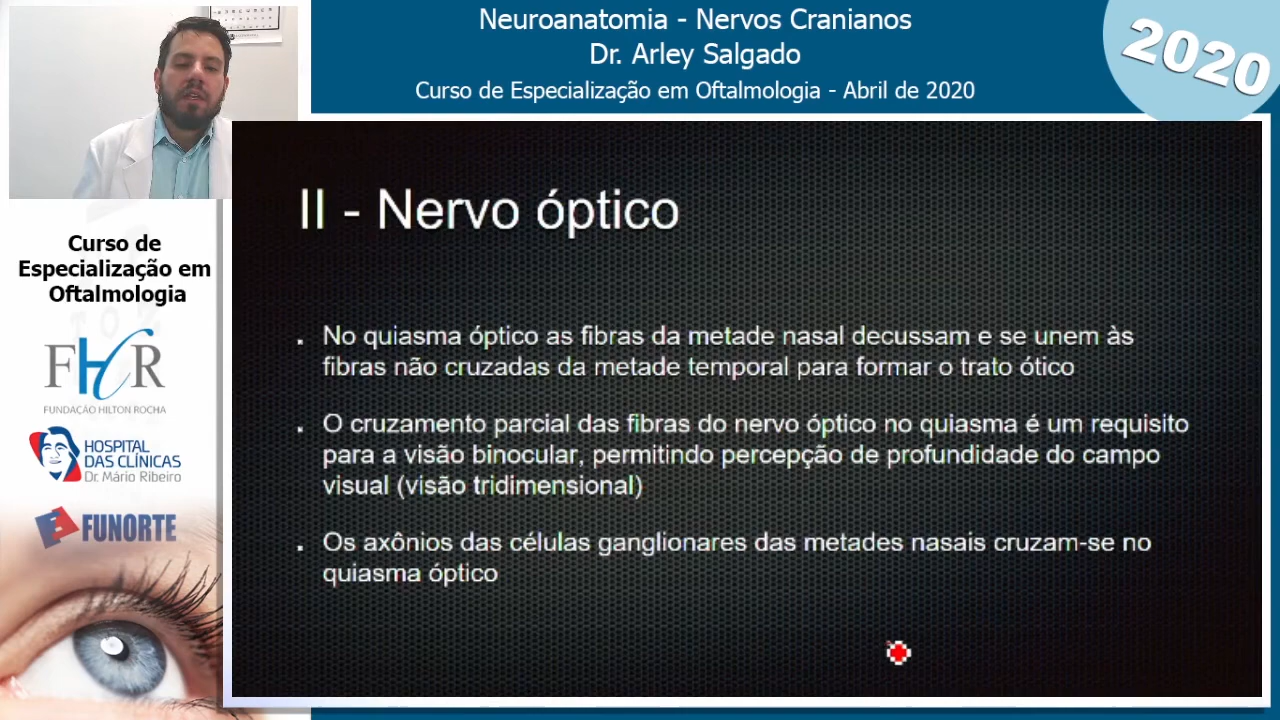 Neuroanatomia - Nervos Cranianos
Dr. Arley Salgado
Curso de Especialização em Oftalmologia - Abril de 2020
2020
Curso de
Especialização em
Oftalmologia
FHR
FUNDAÇÃO HILTON ROCHA
HOSPITAL
DAS CLÍNICAS
Dr. Mário Ribeiro
FUNORTE
II - Nervo óptico
. No quiasma óptico as fibras da metade nasal decussam e se unem às
fibras não cruzadas da metade temporal para formar o trato ótico
. O cruzamento parcial das fibras do nervo óptico no quiasma é um requisito
para a visão binocular, permitindo percepção de profundidade do campo
visual (visão tridimensional)
. Os axônios das células ganglionares das metades nasais cruzam-se no
quiasma óptico